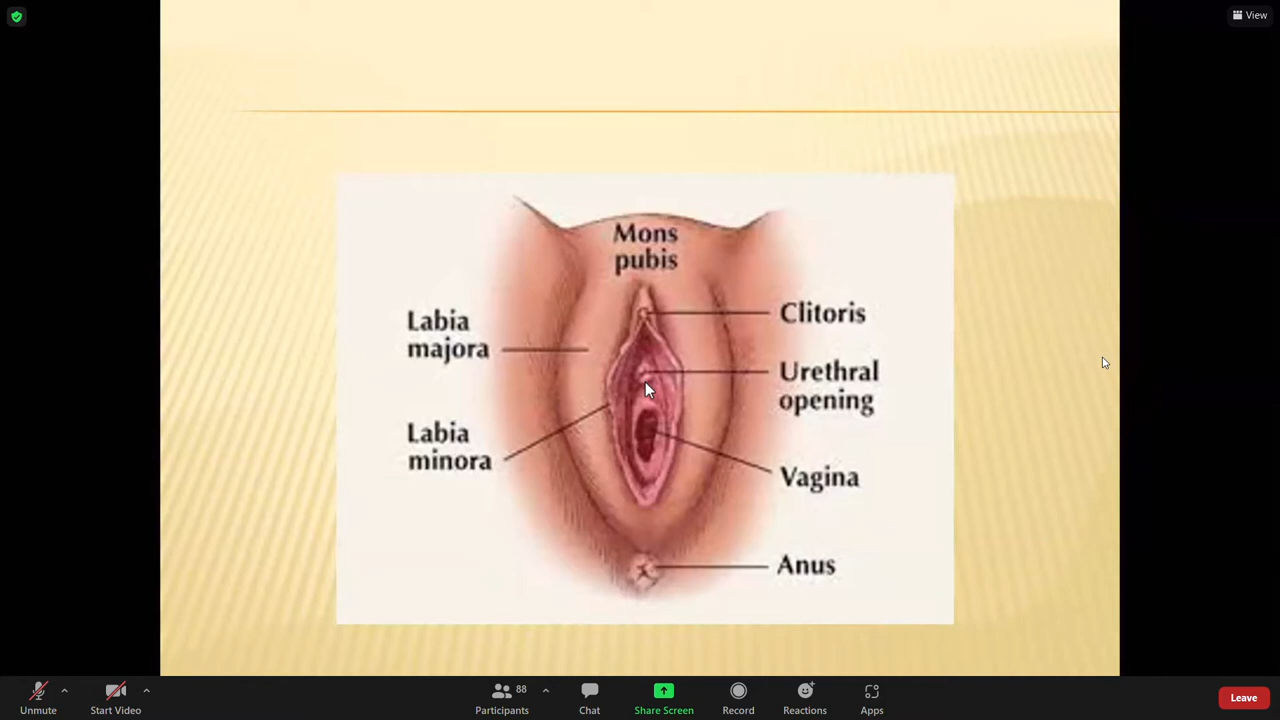 View
Mons
pubis
Clitoris
Labia
majora
Urethral
opening
Labia
minora
Vagina
Anus
88
Unmute
Start Video
Participants
Chat
Share Screen
Record
Reactions
Apps
Leave